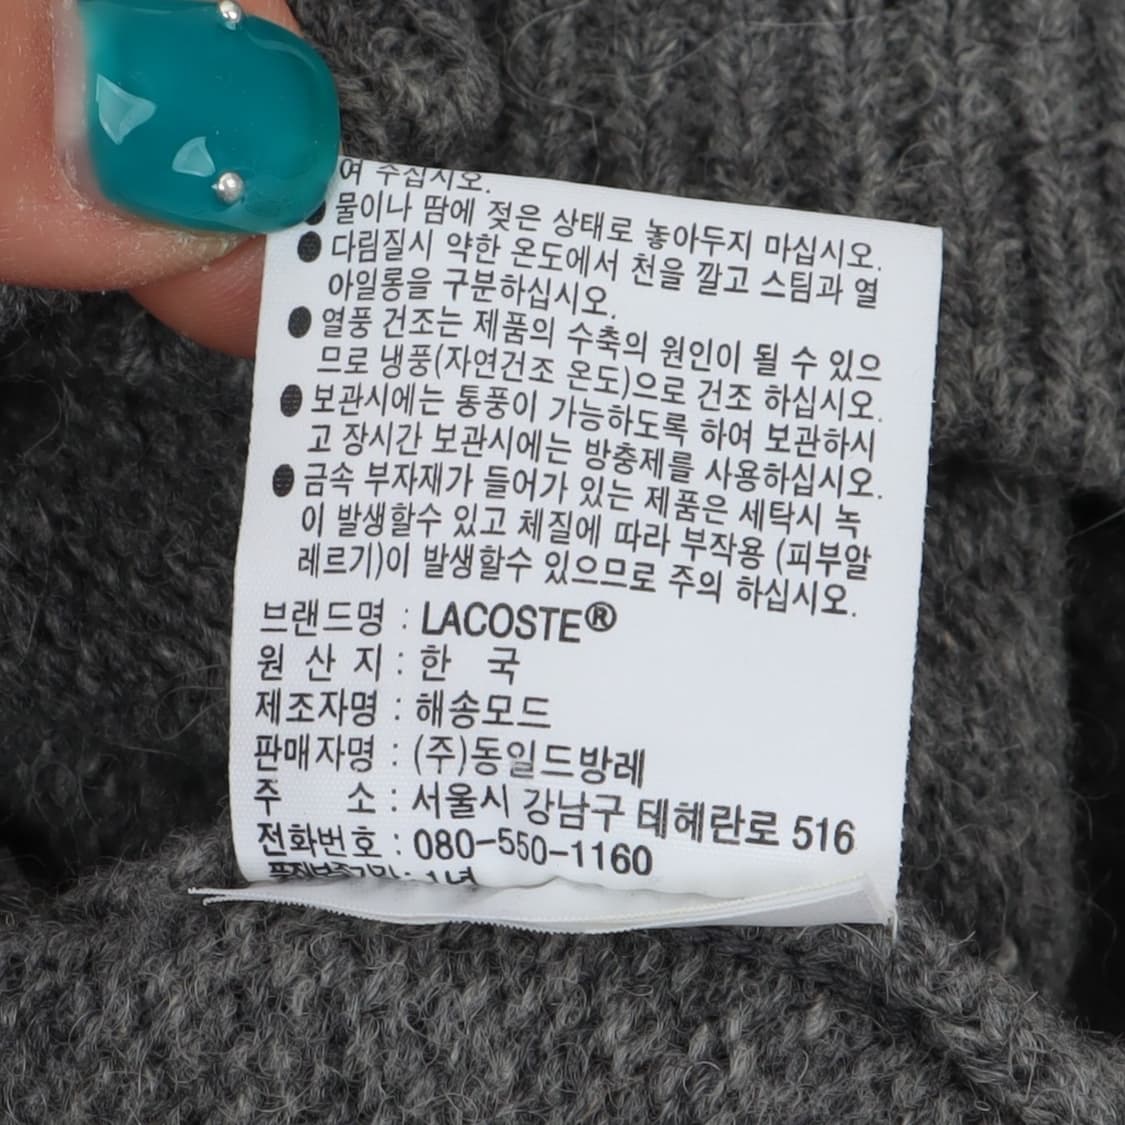 여 주십시오.
● 물이나 땀에 젖은 상태로 놓아두지 마십시오.
● 다림질시 약한 온도에서 천을 깔고 스팀과 열
아일롱을 구분하십시오.
● 열풍 건조는 제품의 수축의 원인이 될 수 있으
므로 냉풍(자연건조 온도)으로 건조 하십시오.
● 보관시에는 통풍이 가능하도록 하여 보관하시
고 장시간 보관시에는 방충제를 사용하십시오.
● 금속 부자재가 들어가 있는 제품은 세탁시 녹
이 발생할수 있고 체질에 따라 부작용 (피부알
레르기)이 발생할수 있으므로 주의 하십시오.
브랜드명 : LACOSTE®
원 산 지 : 한 국
제조자명 : 해송모드
판매자명 : (주)동일드방레
주 소 : 서울시 강남구 테헤란로 516
전화번호 : 080-550-1160
품질보증기간 : 1년